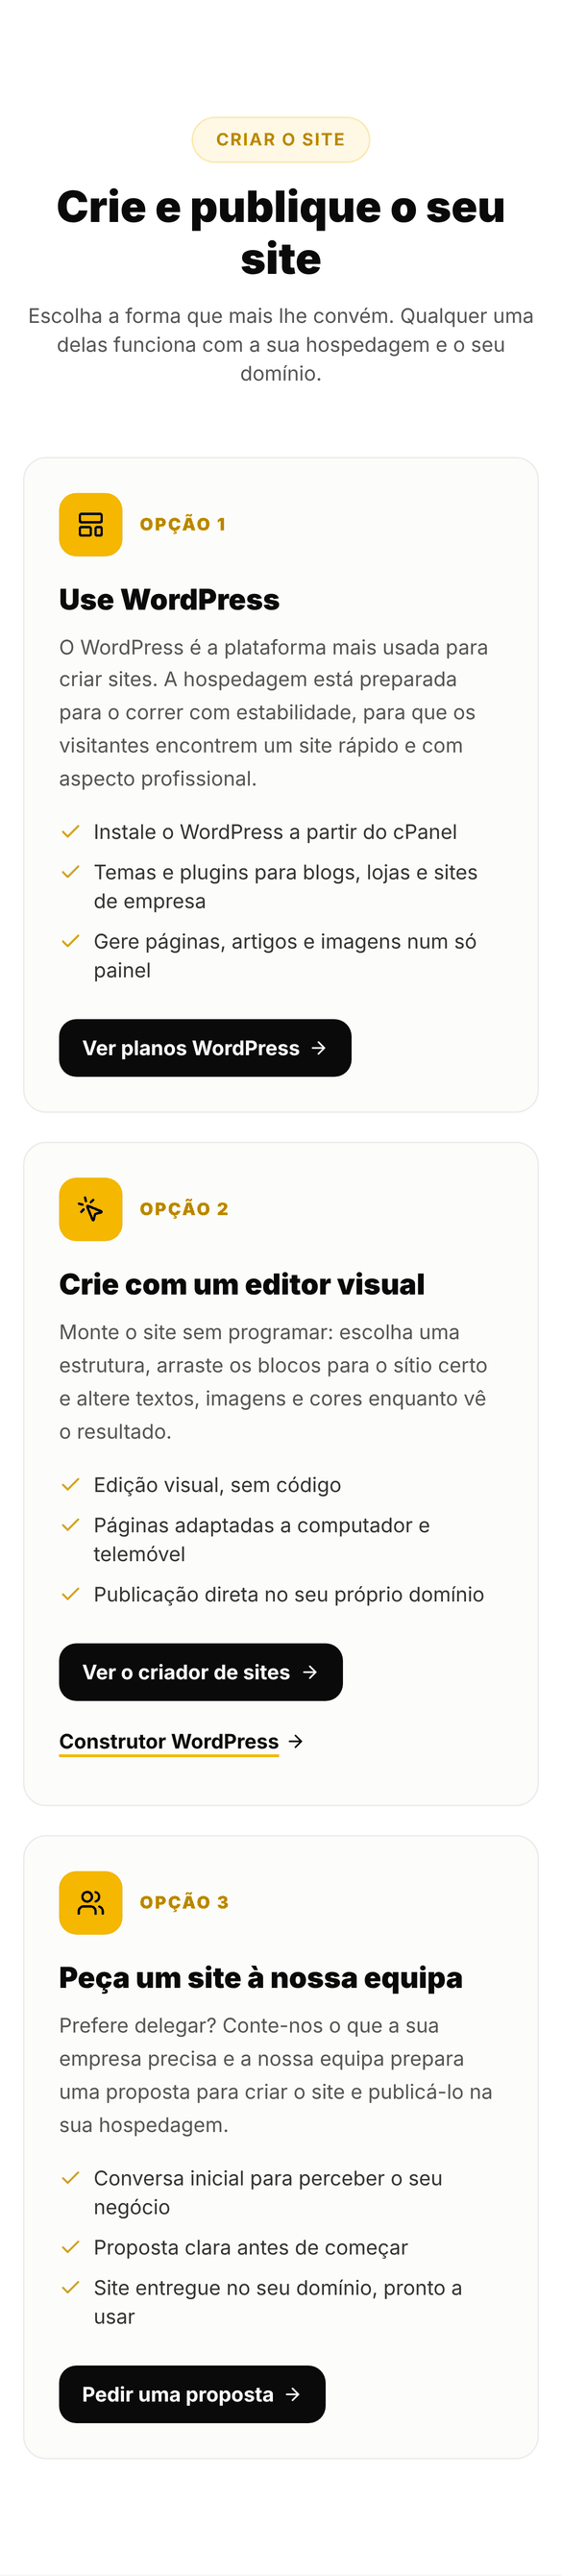 CRIAR O SITE
Crie e publique o seu
site
Escolha a forma que mais lhe convém. Qualquer uma
delas funciona com a sua hospedagem e o seu
domínio.
OPÇÃO 1
Use WordPress
O WordPress é a plataforma mais usada para
criar sites. A hospedagem está preparada
para o correr com estabilidade, para que os
visitantes encontrem um site rápido e com
aspecto profissional.
Instale o WordPress a partir do cPanel
Temas e plugins para blogs, lojas e sites
de empresa
Gere páginas, artigos e imagens num só
painel
Ver planos WordPress →
OPÇÃO 2
Crie com um editor visual
Monte o site sem programar: escolha uma
estrutura, arraste os blocos para o sítio certo
e altere textos, imagens e cores enquanto vê
o resultado.
Edição visual, sem código
Páginas adaptadas a computador e
telemóvel
Publicação direta no seu próprio domínio
Ver o criador de sites →
Construtor WordPress →
OPÇÃO 3
Peça um site à nossa equipa
Prefere delegar? Conte-nos o que a sua
empresa precisa e a nossa equipa prepara
uma proposta para criar o site e publicá-lo na
sua hospedagem.
Conversa inicial para perceber o seu
negócio
Proposta clara antes de começar
Site entregue no seu domínio, pronto a
usar
Pedir uma proposta →